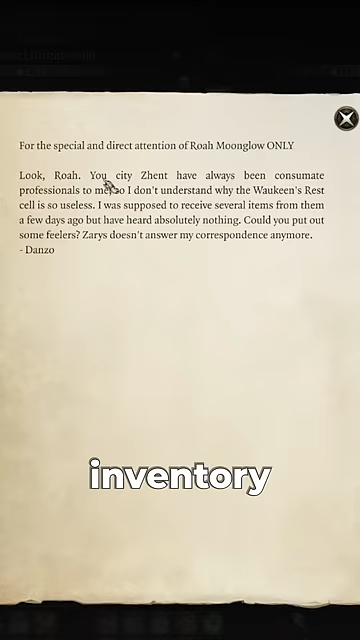 For the special and direct attention of Roah Moonglow ONLY
Look, Roah. You city Zhent have always been consumate
professionals to me, so I don't understand why the Waukeen's Rest
cell is so useless. I was supposed to receive several items from them
a few days ago but have heard absolutely nothing. Could you put out
some feelers? Zarys doesn't answer my correspondence anymore.
- Danzo
inventory